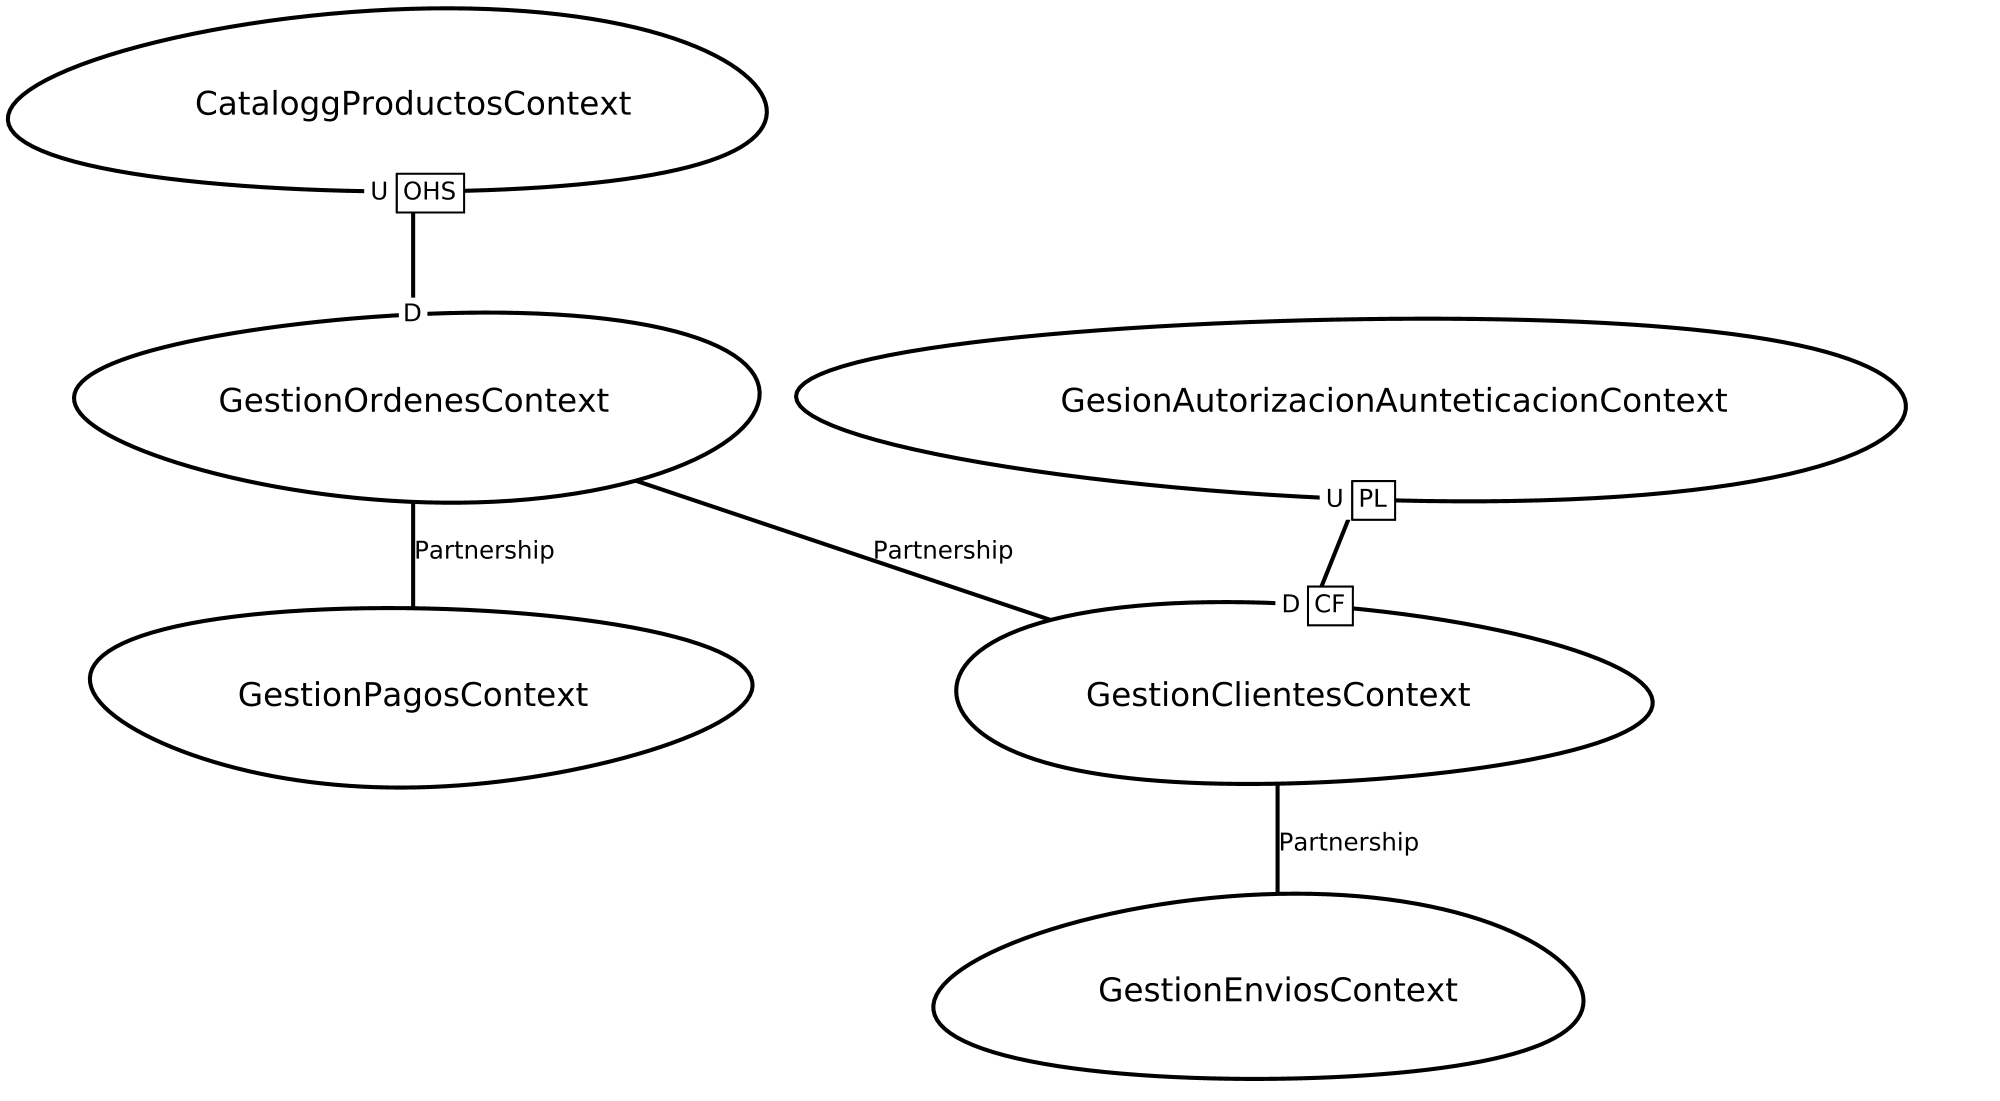 CataloggProductosContext
U OHS
D
GestionOrdenesContext
GesionAutorizacionAunteticacionContext
U PL
Partnership
Partnership
D CF
GestionPagosContext
GestionClientesContext
Partnership
GestionEnviosContext